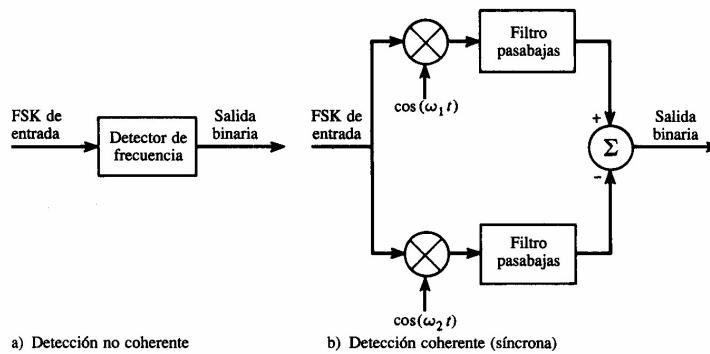 FSK de
entrada
Detector de
frecuencia
Salida
binaria
a) Detección no coherente
FSK de
entrada
cos(ω₁t)
Filtro
pasabajas
cos(ω₂t)
Filtro
pasabajas
+
Σ
−
Salida
binaria
b) Detección coherente (síncrona)